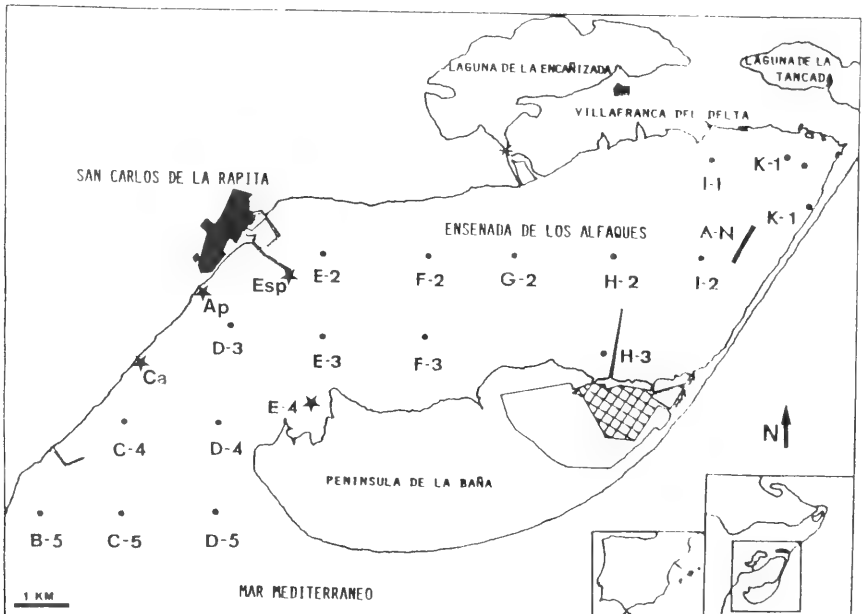 LAGUNA DE LA ENCAÑIZADA
LAGUNA DE LA
TANCADA
VILLAFRANCA DEL DELTA
SAN CARLOS DE LA RAPITA
I-1
K-1
K-1
ENSENADA DE LOS ALFAQUES
A-N
Esp
E-2
F-2
G-2
H-2
I-2
Ap
D-3
E-3
F-3
H-3
Ca
E-4
C-4
D-4
N
PENINSULA DE LA BAÑA
B-5
C-5
D-5
MAR MEDITERRANEO
1 KM